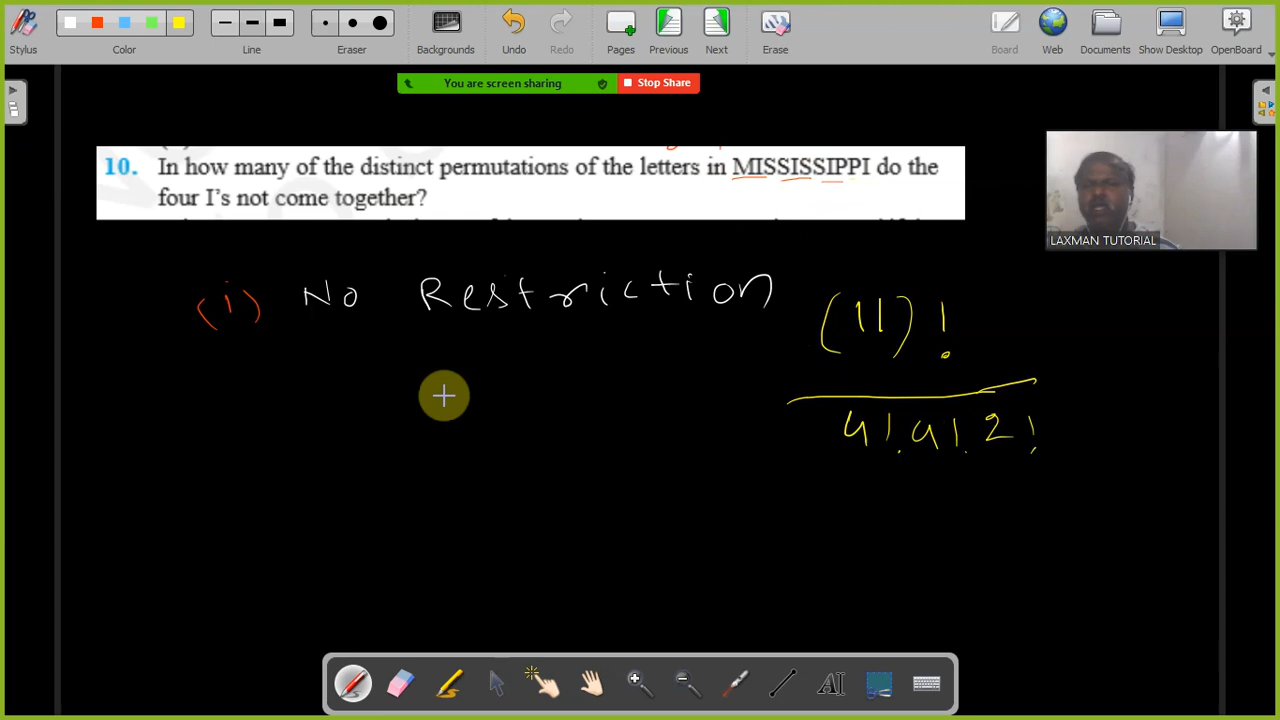 Stylus Color Line Eraser Backgrounds Undo Redo Pages Previous Next Erase Board Web Documents Show Desktop OpenBoard
You are screen sharing Stop Share
10. In how many of the distinct permutations of the letters in MISSISSIPPI do the
four I's not come together?
LAXMAN TUTORIAL
(i) No Restriction
(11)!
4! 4! 2!